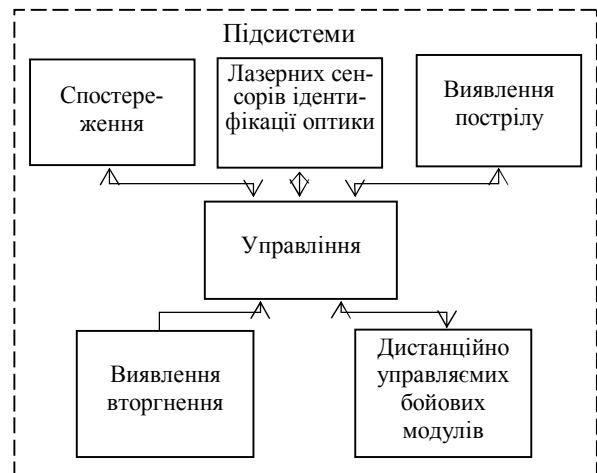 Підсистеми
Спостере-
ження
Лазерних сен-
сорів іденти-
фікації оптики
Виявлення
пострілу
Управління
Виявлення
вторгнення
Дистанційно
управляємих
бойових
модулів